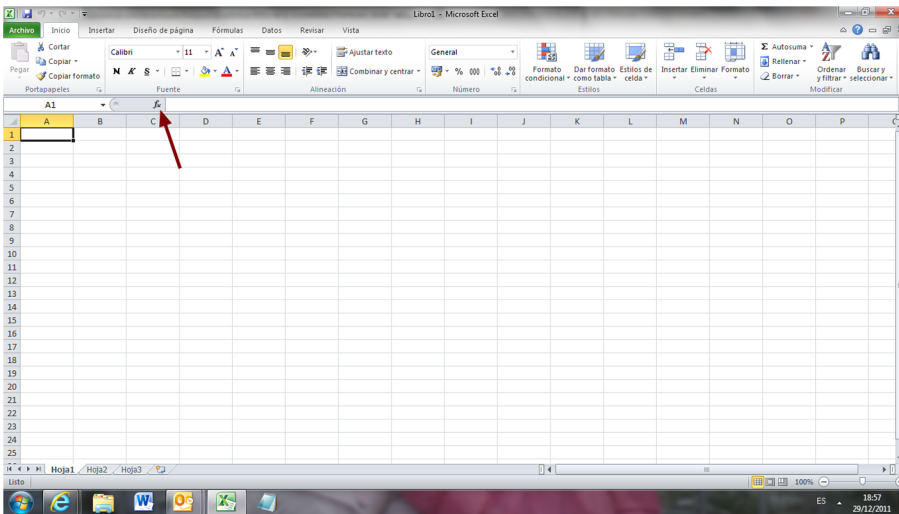 Libro1 - Microsoft Excel
Archivo Inicio Insertar Diseño de página Fórmulas Datos Revisar Vista
Pegar
Cortar
Copiar
Copiar formato
Portapapeles
Calibri 11 A A
N K S A
Fuente
Ajustar texto
Combinar y centrar
Alineación
General
% 000
Número
Formato condicional
Dar formato como tabla
Estilos de celda
Estilos
Insertar Eliminar Formato
Celdas
Σ Autosuma
Rellenar
Borrar
Ordenar y filtrar
Buscar y seleccionar
Modificar
A1 fx
A B C D E F G H I J K L M N O P
1
2
3
4
5
6
7
8
9
10
11
12
13
14
15
16
17
18
19
20
21
22
23
24
25
Hoja1 Hoja2 Hoja3
Listo 100%
ES 18:57
29/12/2011